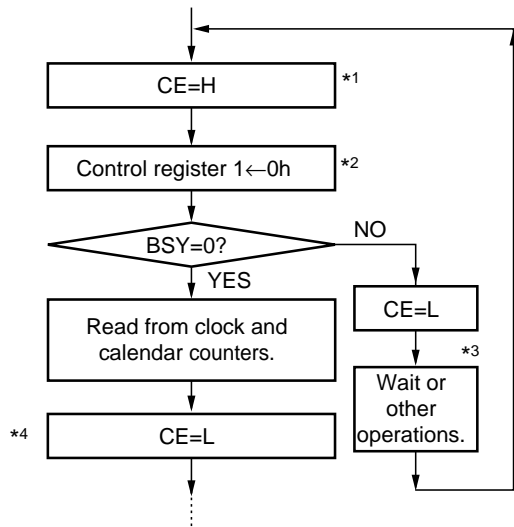 CE=H
*1
Control register 1←0h
*2
BSY=0?
NO
YES
Read from clock and
calendar counters.
CE=L
*3
Wait or
other
operations.
*4
CE=L